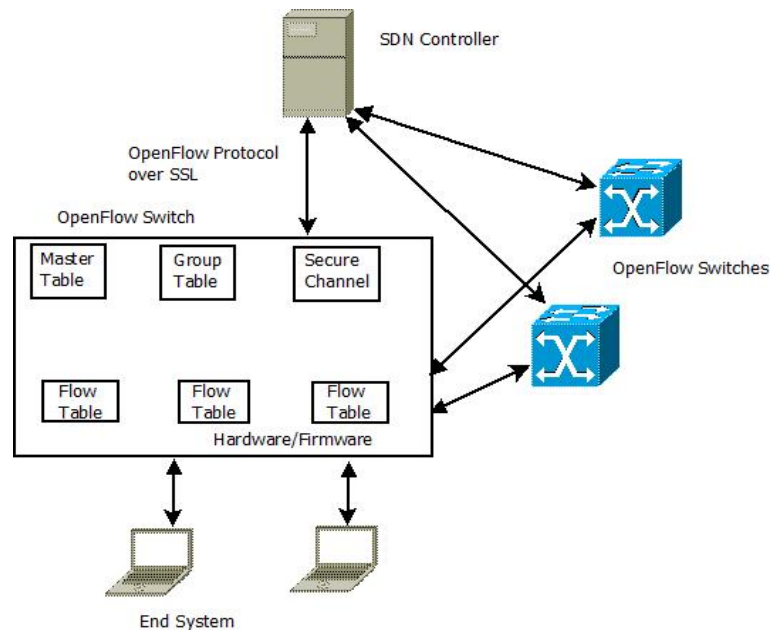 SDN Controller
OpenFlow Protocol
over SSL
OpenFlow Switch
Master
Table
Group
Table
Secure
Channel
OpenFlow Switches
Flow
Table
Flow
Table
Flow
Table
Hardware/Firmware
End System